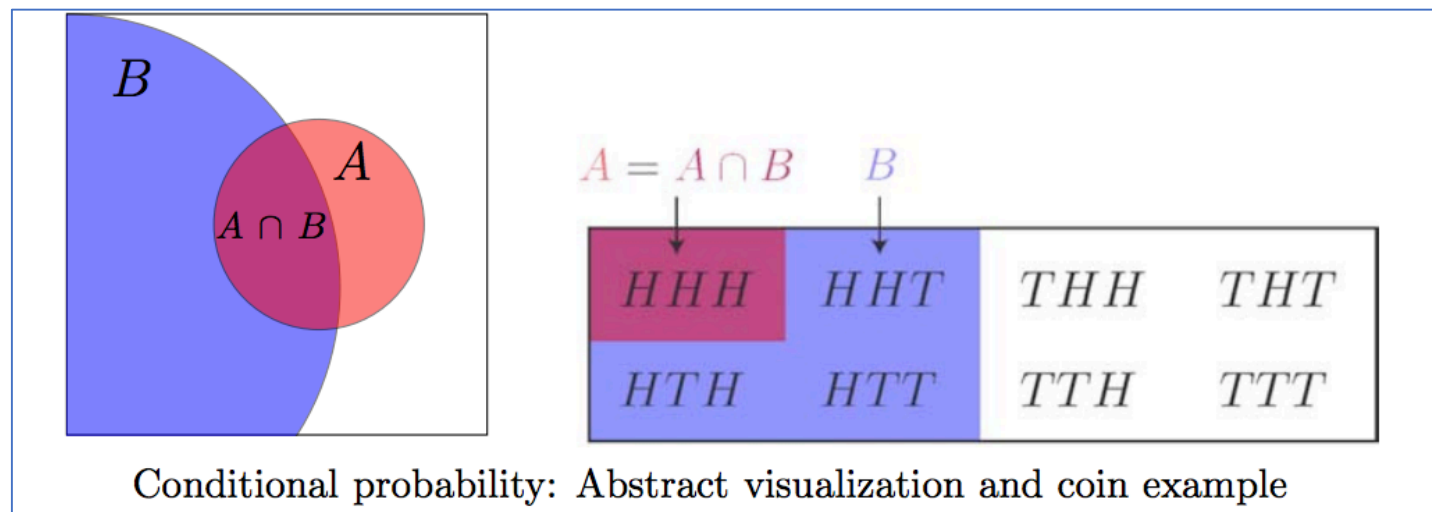 B
A
A ∩ B
A = A ∩ B B
HHH HHT THH THT
HTH HTT TTH TTT
Conditional probability: Abstract visualization and coin example